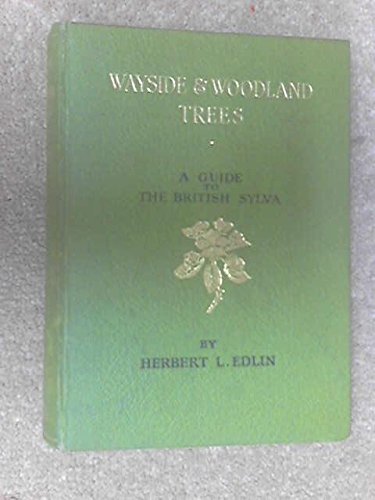 WAYSIDE & WOODLAND
TREES
A GUIDE
TO
THE BRITISH SYLVA
BY
HERBERT L. EDLIN